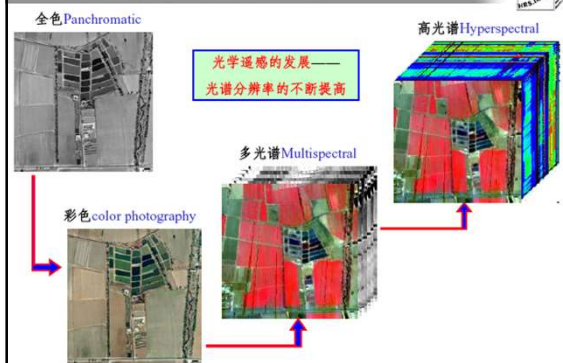 全色Panchromatic
高光谱Hyperspectral
光学遥感的发展——
光谱分辨率的不断提高
多光谱Multispectral
彩色color photography